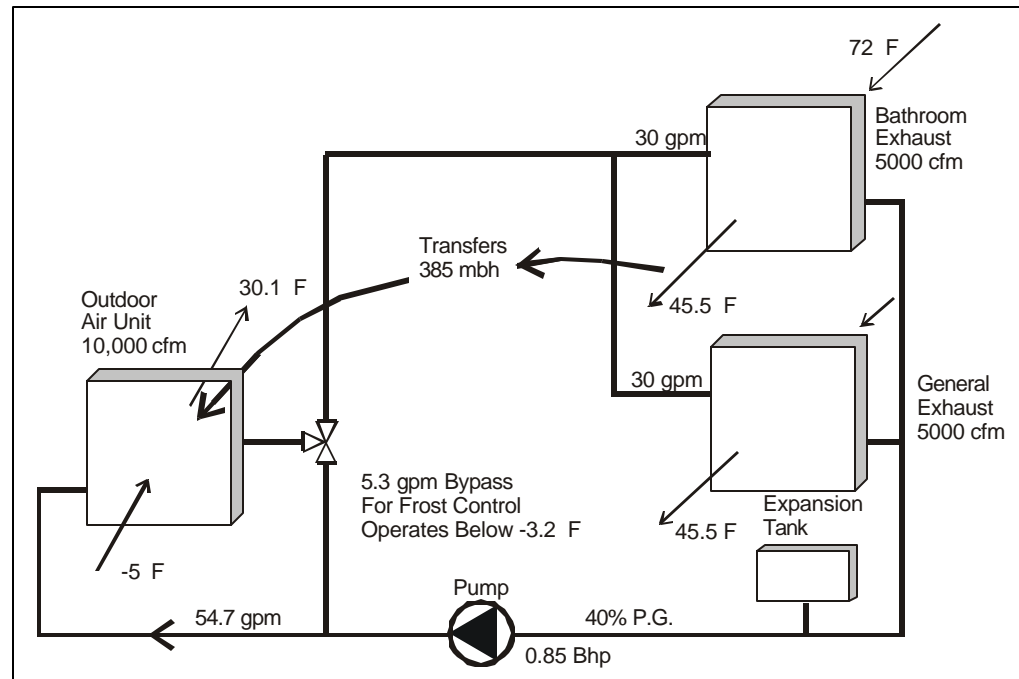 72 F
Bathroom
Exhaust
5000 cfm
30 gpm
Transfers
385 mbh
30.1 F
45.5 F
Outdoor
Air Unit
10,000 cfm
30 gpm
General
Exhaust
5000 cfm
5.3 gpm Bypass
For Frost Control
Operates Below -3.2 F
45.5 F
Expansion
Tank
-5 F
Pump
54.7 gpm
40% P.G.
0.85 Bhp